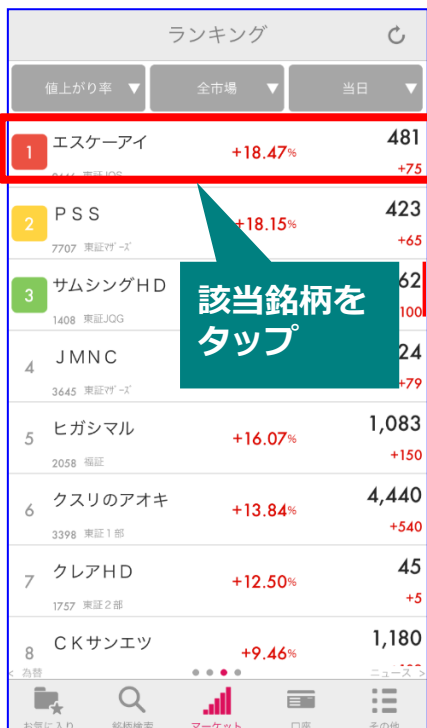 ランキング
値上がり率 ▼ 全市場 ▼ 当日 ▼
1 エスケーアイ +18.47% 481
東証JQS +75
2 ＰＳＳ +18.15% 423
7707 東証ﾏｻﾞｰｽﾞ +65
3 サムシングＨＤ 62
1408 東証JQG 100
該当銘柄を
タップ
4 ＪＭＮＣ 24
3645 東証ﾏｻﾞｰｽﾞ +79
5 ヒガシマル +16.07% 1,083
2058 福証 +150
6 クスリのアオキ +13.84% 4,440
3398 東証１部 +540
7 クレアＨＤ +12.50% 45
1757 東証２部 +5
8 ＣＫサンエツ +9.46% 1,180
< 為替 ニュース >
お気に入り 銘柄検索 マーケット 口座 その他